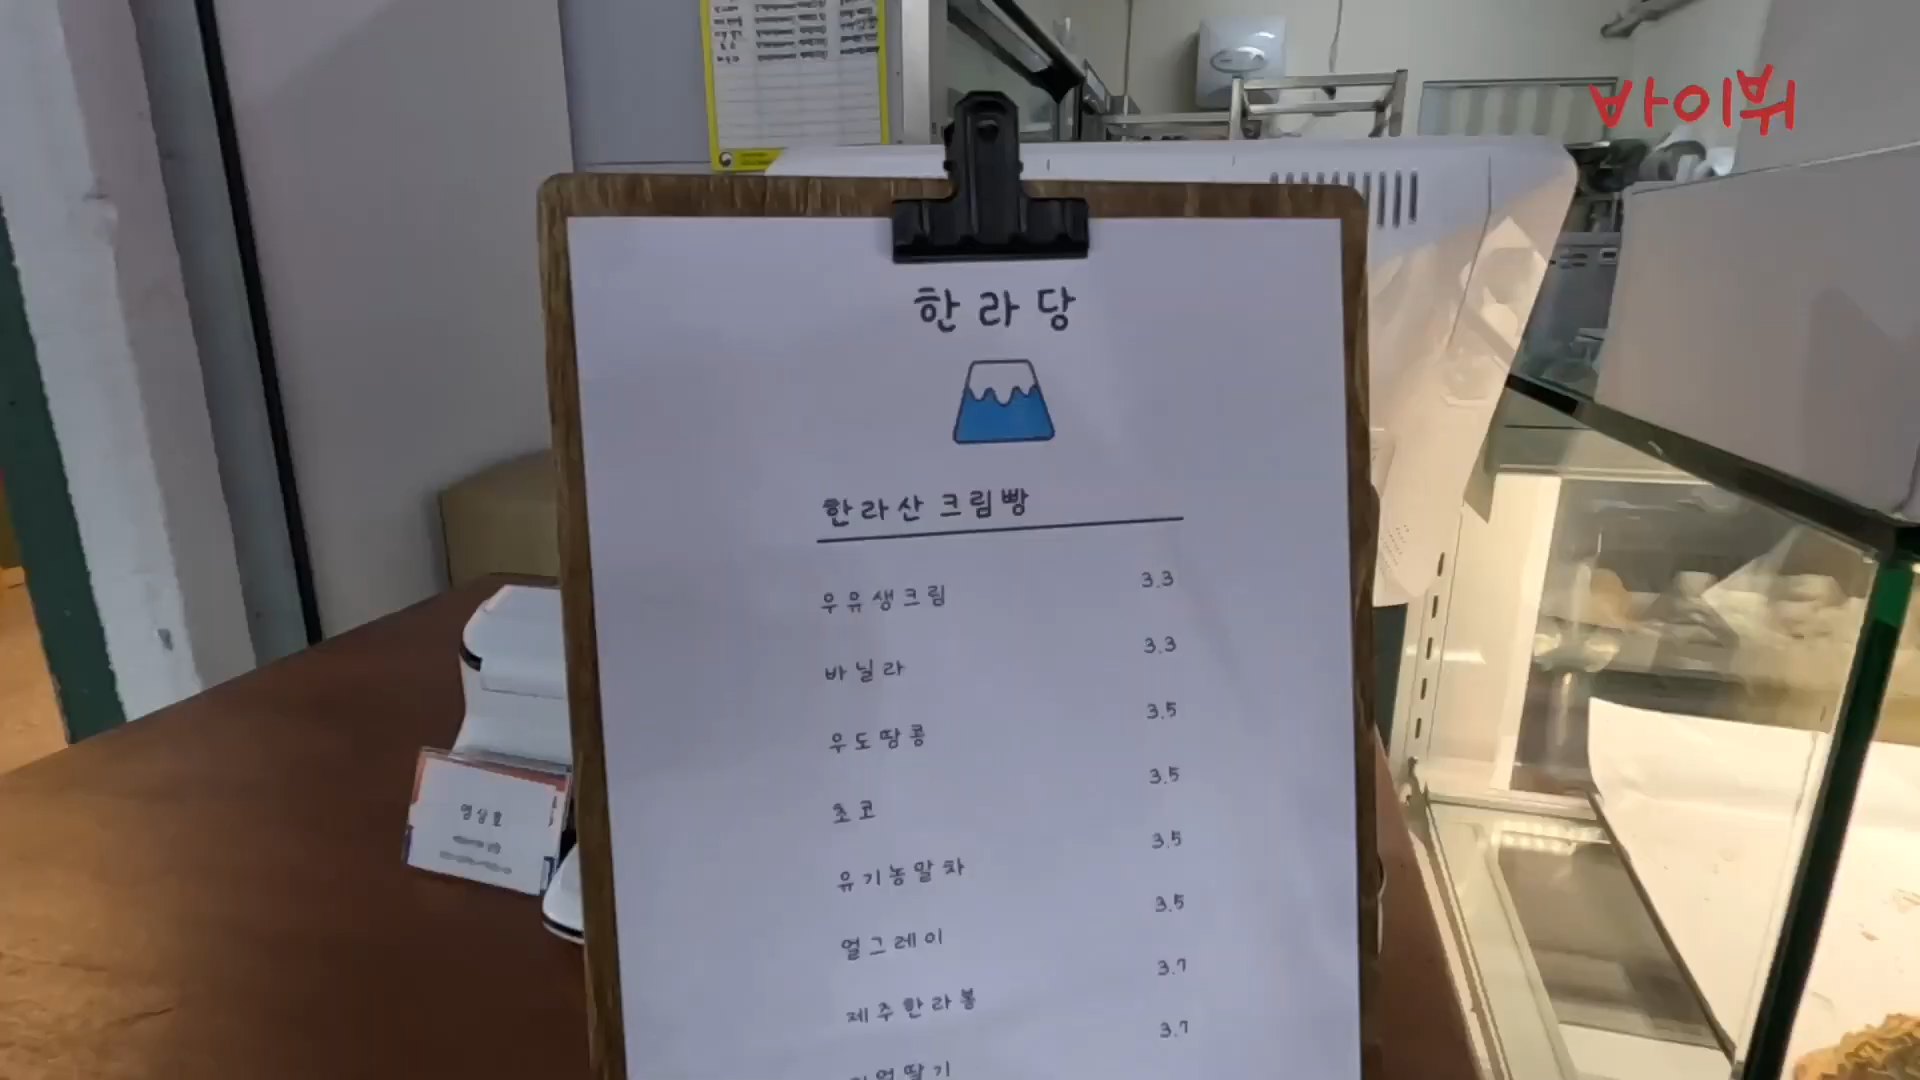 바이뷰
한라당
한라산 크림빵
우유생크림 3.3
바닐라 3.3
우도땅콩 3.5
초코 3.5
유기농말차 3.5
얼그레이 3.5
제주한라봉 3.7
딸기 3.7